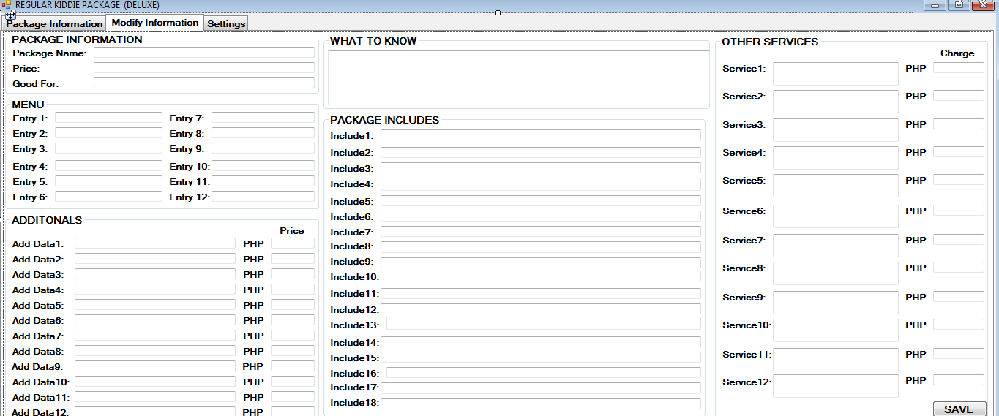 REGULAR KIDDIE PACKAGE (DELUXE)
Package Information Modify Information Settings
PACKAGE INFORMATION
Package Name:
Price:
Good For:
MENU
Entry 1: Entry 7:
Entry 2: Entry 8:
Entry 3: Entry 9:
Entry 4: Entry 10:
Entry 5: Entry 11:
Entry 6: Entry 12:
ADDITONALS
Price
Add Data1: PHP
Add Data2: PHP
Add Data3: PHP
Add Data4: PHP
Add Data5: PHP
Add Data6: PHP
Add Data7: PHP
Add Data8: PHP
Add Data9: PHP
Add Data10: PHP
Add Data11: PHP
Add Data12: PHP
WHAT TO KNOW
PACKAGE INCLUDES
Include1:
Include2:
Include3:
Include4:
Include5:
Include6:
Include7:
Include8:
Include9:
Include10:
Include11:
Include12:
Include13:
Include14:
Include15:
Include16:
Include17:
Include18:
OTHER SERVICES
Charge
Service1: PHP
Service2: PHP
Service3: PHP
Service4: PHP
Service5: PHP
Service6: PHP
Service7: PHP
Service8: PHP
Service9: PHP
Service10: PHP
Service11: PHP
Service12: PHP
SAVE